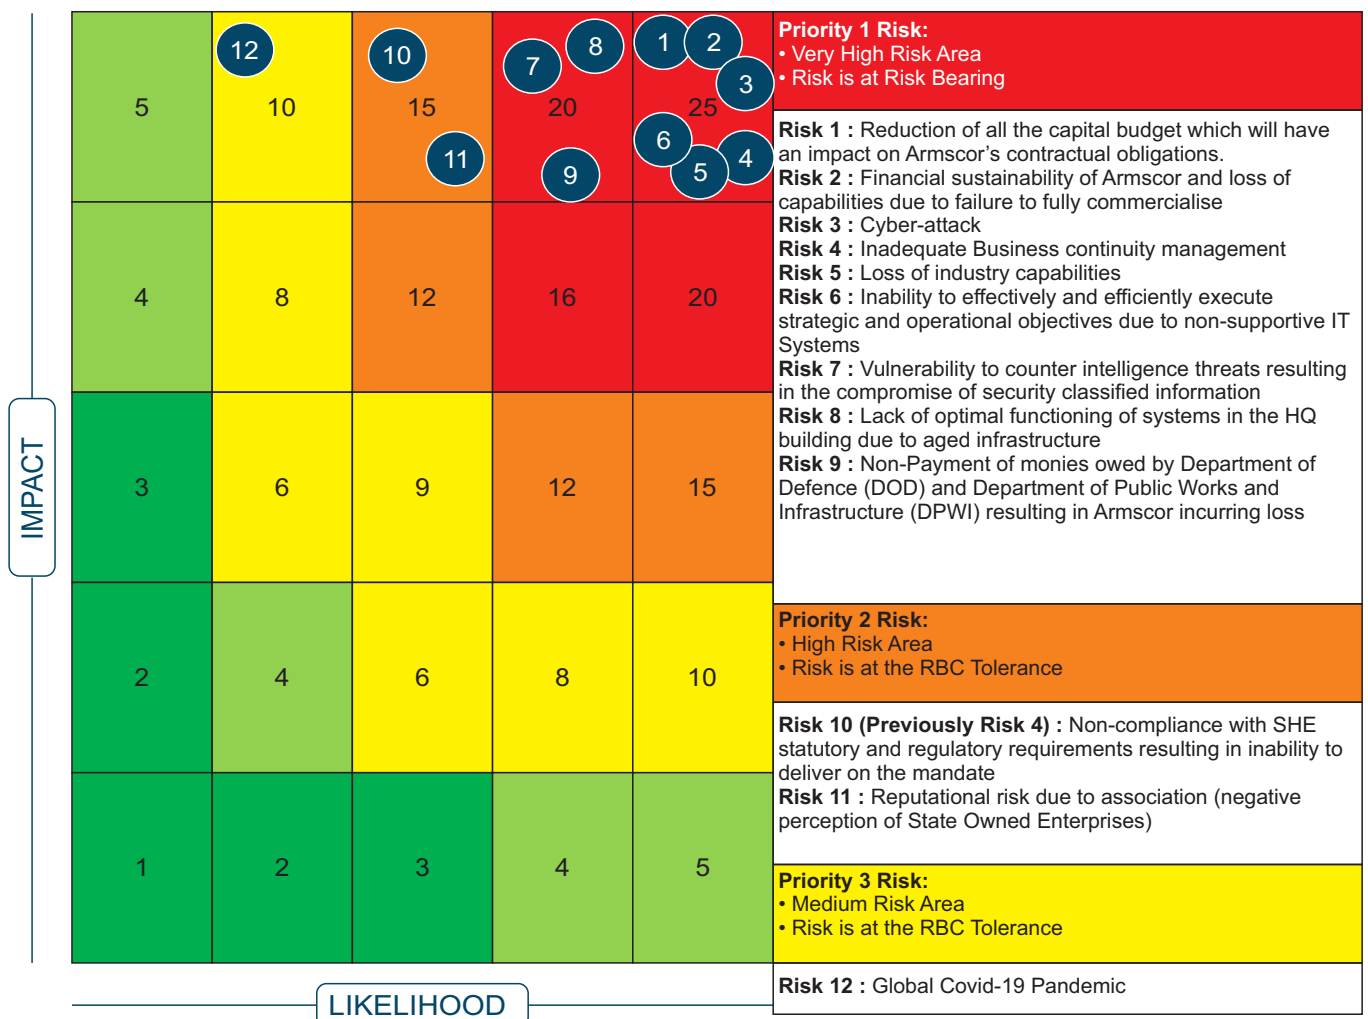 12
10
7
8
1
2
3
5
10
15
20
25
11
9
6
5
4
4
8
12
16
20
3
6
9
12
15
2
4
6
8
10
1
2
3
4
5
IMPACT
LIKELIHOOD
Priority 1 Risk:
• Very High Risk Area
• Risk is at Risk Bearing
Risk 1 : Reduction of all the capital budget which will have
an impact on Armscor's contractual obligations.
Risk 2 : Financial sustainability of Armscor and loss of
capabilities due to failure to fully commercialise
Risk 3 : Cyber-attack
Risk 4 : Inadequate Business continuity management
Risk 5 : Loss of industry capabilities
Risk 6 : Inability to effectively and efficiently execute
strategic and operational objectives due to non-supportive IT
Systems
Risk 7 : Vulnerability to counter intelligence threats resulting
in the compromise of security classified information
Risk 8 : Lack of optimal functioning of systems in the HQ
building due to aged infrastructure
Risk 9 : Non-Payment of monies owed by Department of
Defence (DOD) and Department of Public Works and
Infrastructure (DPWI) resulting in Armscor incurring loss
Priority 2 Risk:
• High Risk Area
• Risk is at the RBC Tolerance
Risk 10 (Previously Risk 4) : Non-compliance with SHE
statutory and regulatory requirements resulting in inability to
deliver on the mandate
Risk 11 : Reputational risk due to association (negative
perception of State Owned Enterprises)
Priority 3 Risk:
• Medium Risk Area
• Risk is at the RBC Tolerance
Risk 12 : Global Covid-19 Pandemic